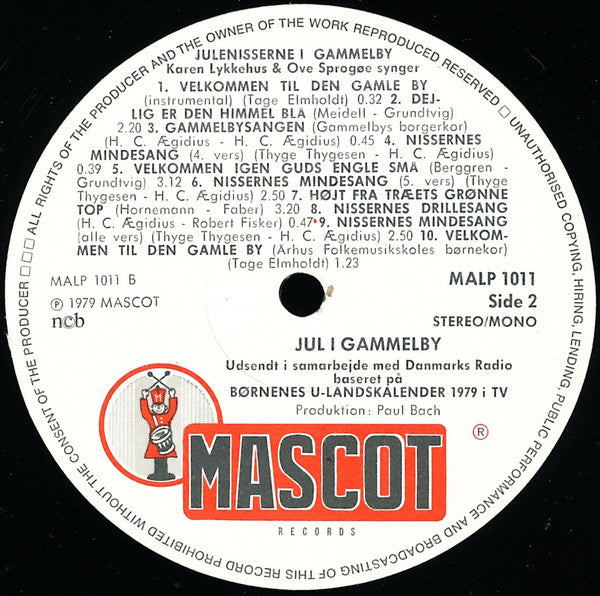 □ ALL RIGHTS OF THE PRODUCER AND THE OWNER OF THE WORK REPRODUCED RESERVED □ UNAUTHORISED COPYING, HIRING, LENDING, PUBLIC PERFORMANCE AND BROADCASTING OF THIS RECORD PROHIBITED WITHOUT THE CONSENT OF THE PRODUCER □□
JULENISSERNE I GAMMELBY
Karen Lykkehus & Ove Sprogøe synger
1. VELKOMMEN TIL DEN GAMLE BY
(instrumental) (Tage Elmholdt) 0.32 2. DEJ-
LIG ER DEN HIMMEL BLÅ (Meidell - Grundtvig)
2.20 3. GAMMELBYSANGEN (Gammelbys borgerkor)
(H. C. Ægidius - H. C. Ægidius) 0.45 4. NISSERNES
MINDESANG (4. vers) (Thyge Thygesen - H. C. Ægidius)
0.39 5. VELKOMMEN IGEN GUDS ENGLE SMÅ (Berggren -
Grundtvig) 3.12 6. NISSERNES MINDESANG (5. vers) (Thyge
Thygesen - H. C. Ægidius) 2.50 7. HØJT FRA TRÆETS GRØNNE
TOP (Hornemann - Faber) 3.20 8. NISSERNES DRILLESANG
(H. C. Ægidius - Robert Fisker) 0.47 9. NISSERNES MINDESANG
(alle vers) (Thyge Thygesen - H. C. Ægidius) 2.50 10. VELKOM-
MEN TIL DEN GAMLE BY (Århus Folkemusikskoles børnekor)
(Tage Elmholdt) 1.23
MALP 1011 B
℗ 1979 MASCOT
ncb
MALP 1011
Side 2
STEREO/MONO
JUL I GAMMELBY
Udsendt i samarbejde med Danmarks Radio
baseret på
BØRNENES U-LANDSKALENDER 1979 i TV
Produktion: Paul Bach
M
MASCOT ®
RECORDS